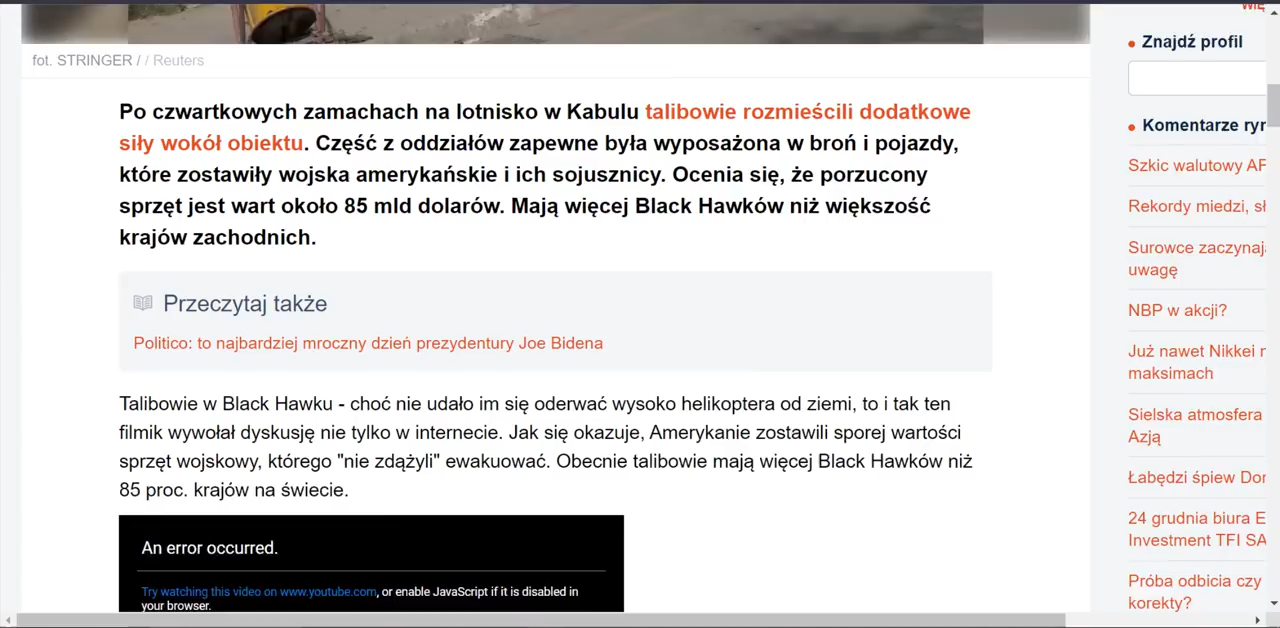 fot. STRINGER / / Reuters
Po czwartkowych zamachach na lotnisko w Kabulu talibowie rozmieścili dodatkowe
siły wokół obiektu. Część z oddziałów zapewne była wyposażona w broń i pojazdy,
które zostawiły wojska amerykańskie i ich sojusznicy. Ocenia się, że porzucony
sprzęt jest wart około 85 mld dolarów. Mają więcej Black Hawków niż większość
krajów zachodnich.
Przeczytaj także
Politico: to najbardziej mroczny dzień prezydentury Joe Bidena
Talibowie w Black Hawku - choć nie udało im się oderwać wysoko helikoptera od ziemi, to i tak ten
filmik wywołał dyskusję nie tylko w internecie. Jak się okazuje, Amerykanie zostawili sporej wartości
sprzęt wojskowy, którego "nie zdążyli" ewakuować. Obecnie talibowie mają więcej Black Hawków niż
85 proc. krajów na świecie.
An error occurred.
Try watching this video on www.youtube.com, or enable JavaScript if it is disabled in
your browser.
Znajdź profil
Komentarze ryn
Szkic walutowy
Rekordy miedzi,
Surowce zaczynaj
uwagę
NBP w akcji?
Już nawet Nikkei
maksimach
Sielska atmosfera
Azją
Łabędzi śpiew
24 grudnia biura
Investment TFI SA
Próba odbicia czy
korekty?